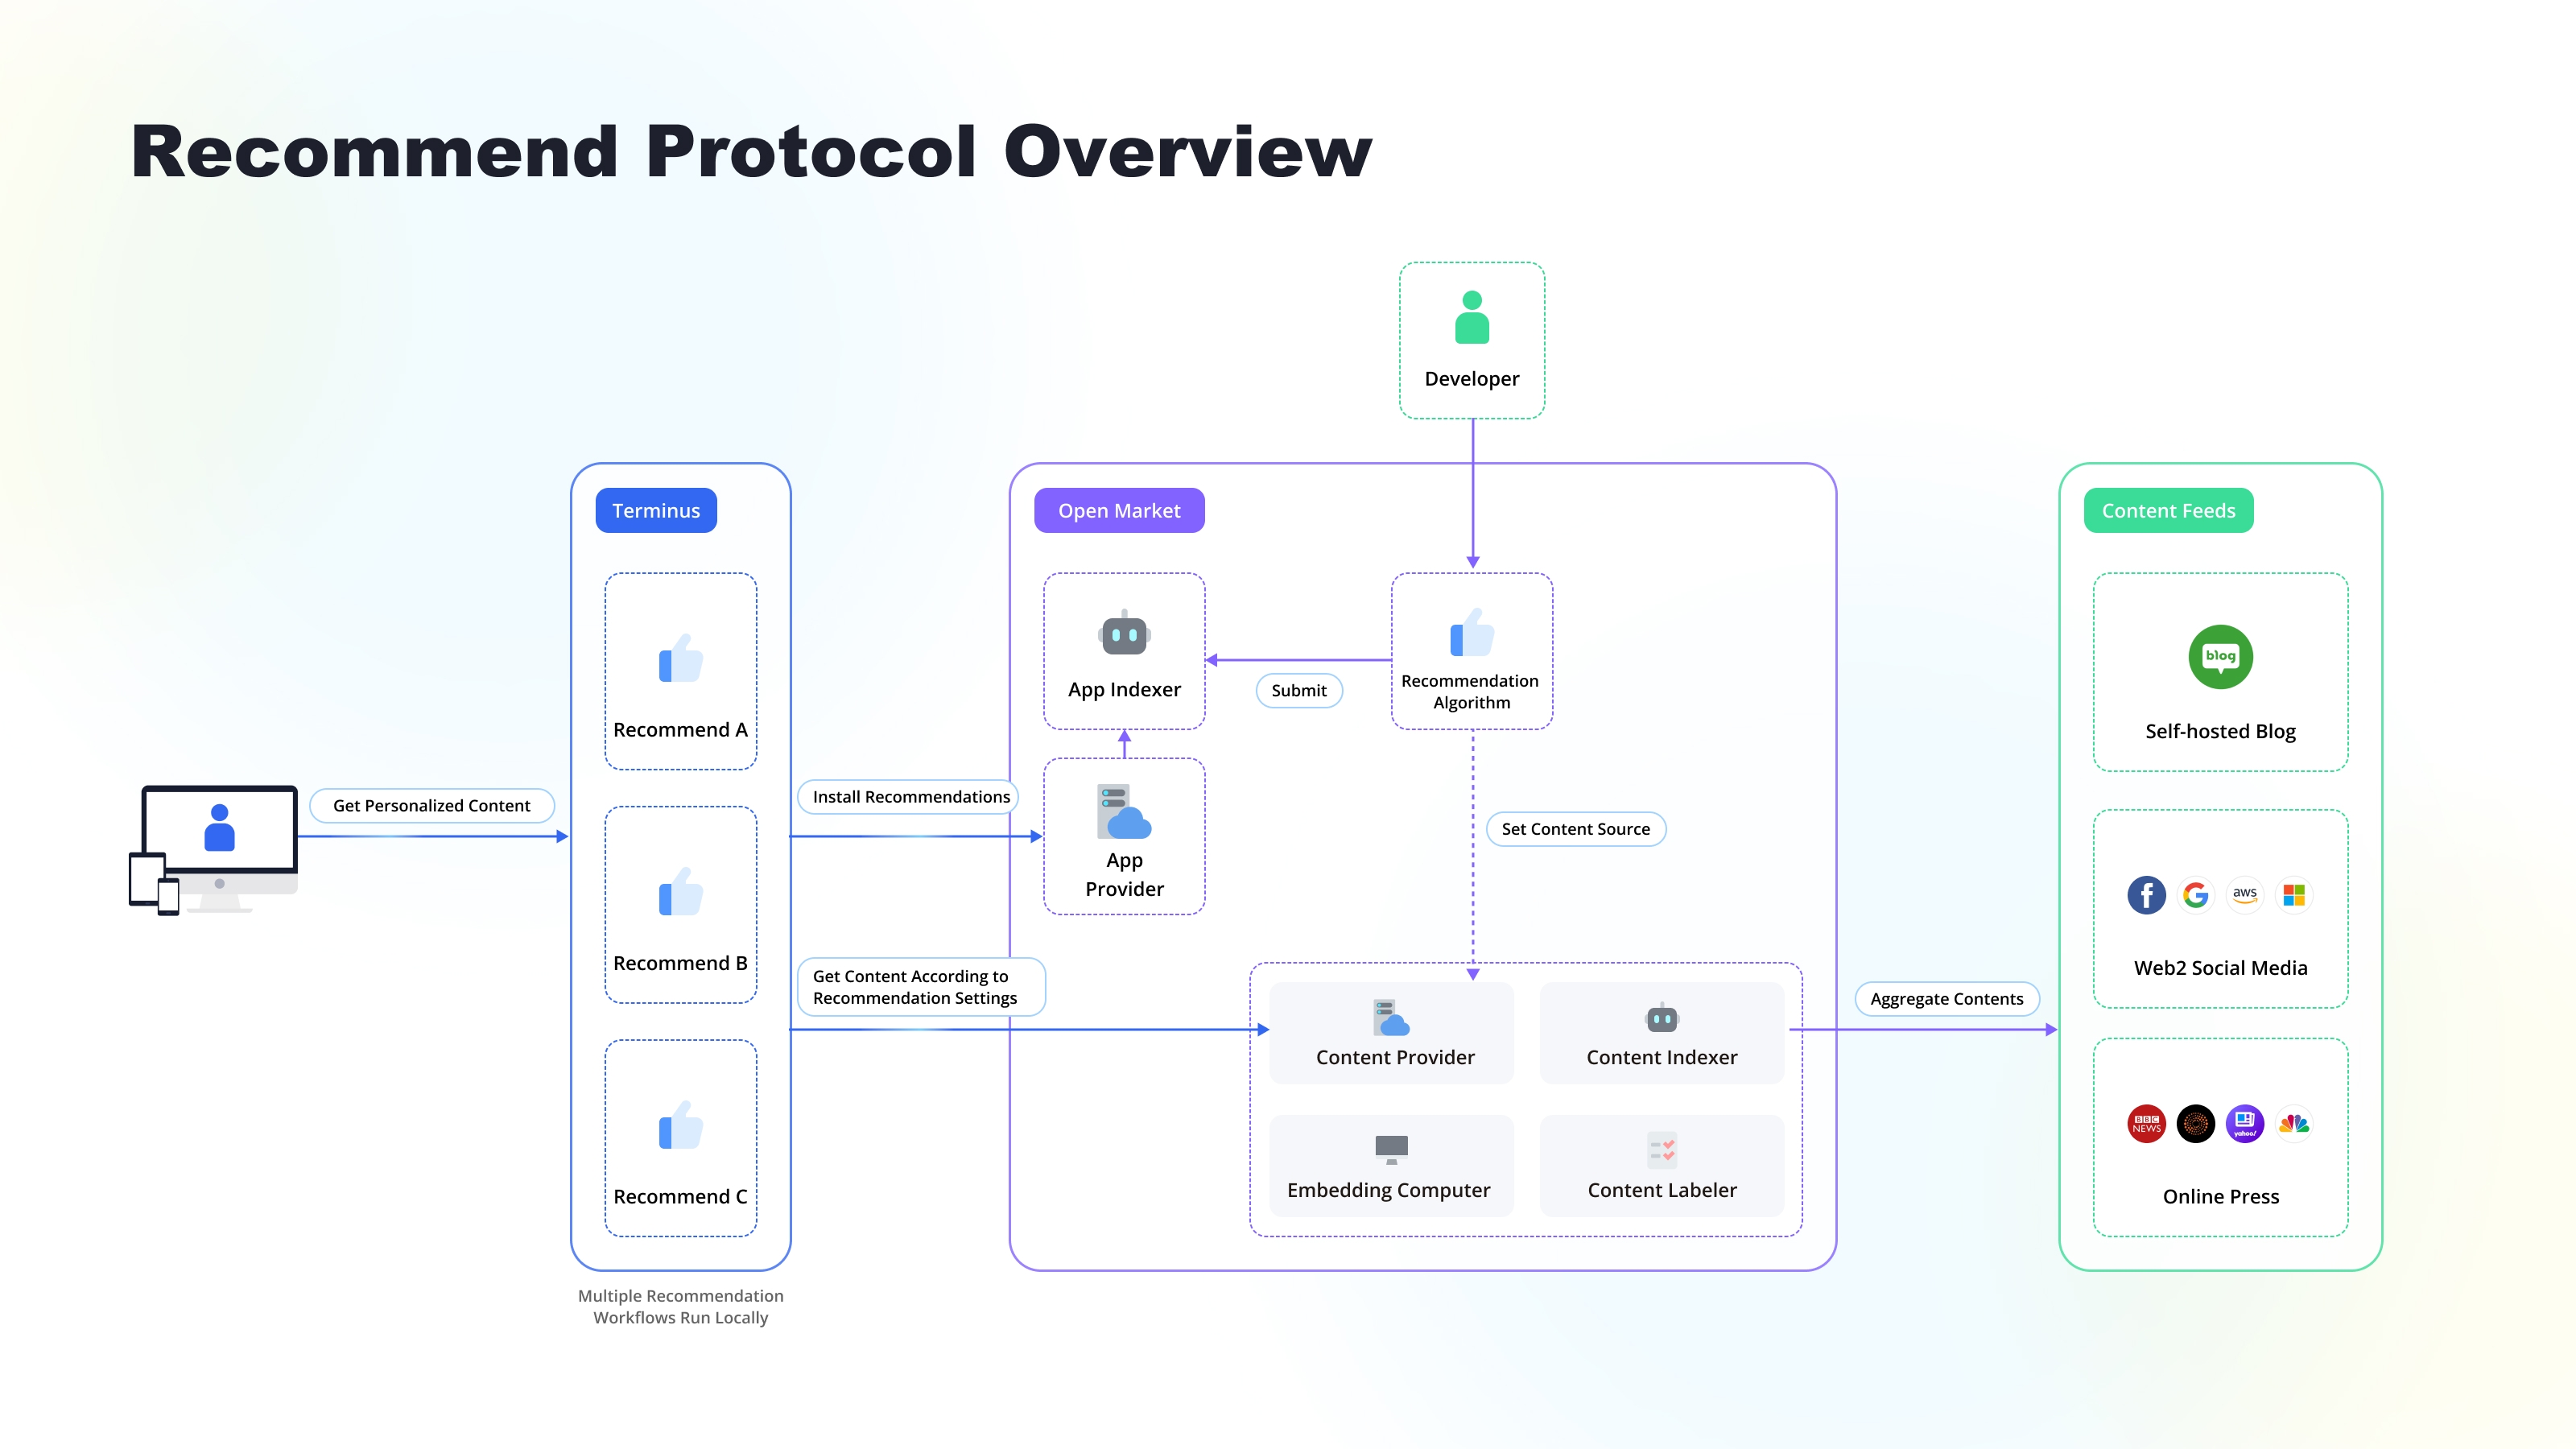 Recommend Protocol Overview
Developer
Terminus
Recommend A
Recommend B
Recommend C
Multiple Recommendation
Workflows Run Locally
Get Personalized Content
Install Recommendations
Get Content According to
Recommendation Settings
Open Market
App Indexer
Submit
Recommendation
Algorithm
App
Provider
Set Content Source
Content Provider
Content Indexer
Embedding Computer
Content Labeler
Aggregate Contents
Content Feeds
blog
Self-hosted Blog
aws
Web2 Social Media
BBC
NEWS
yahoo!
Online Press